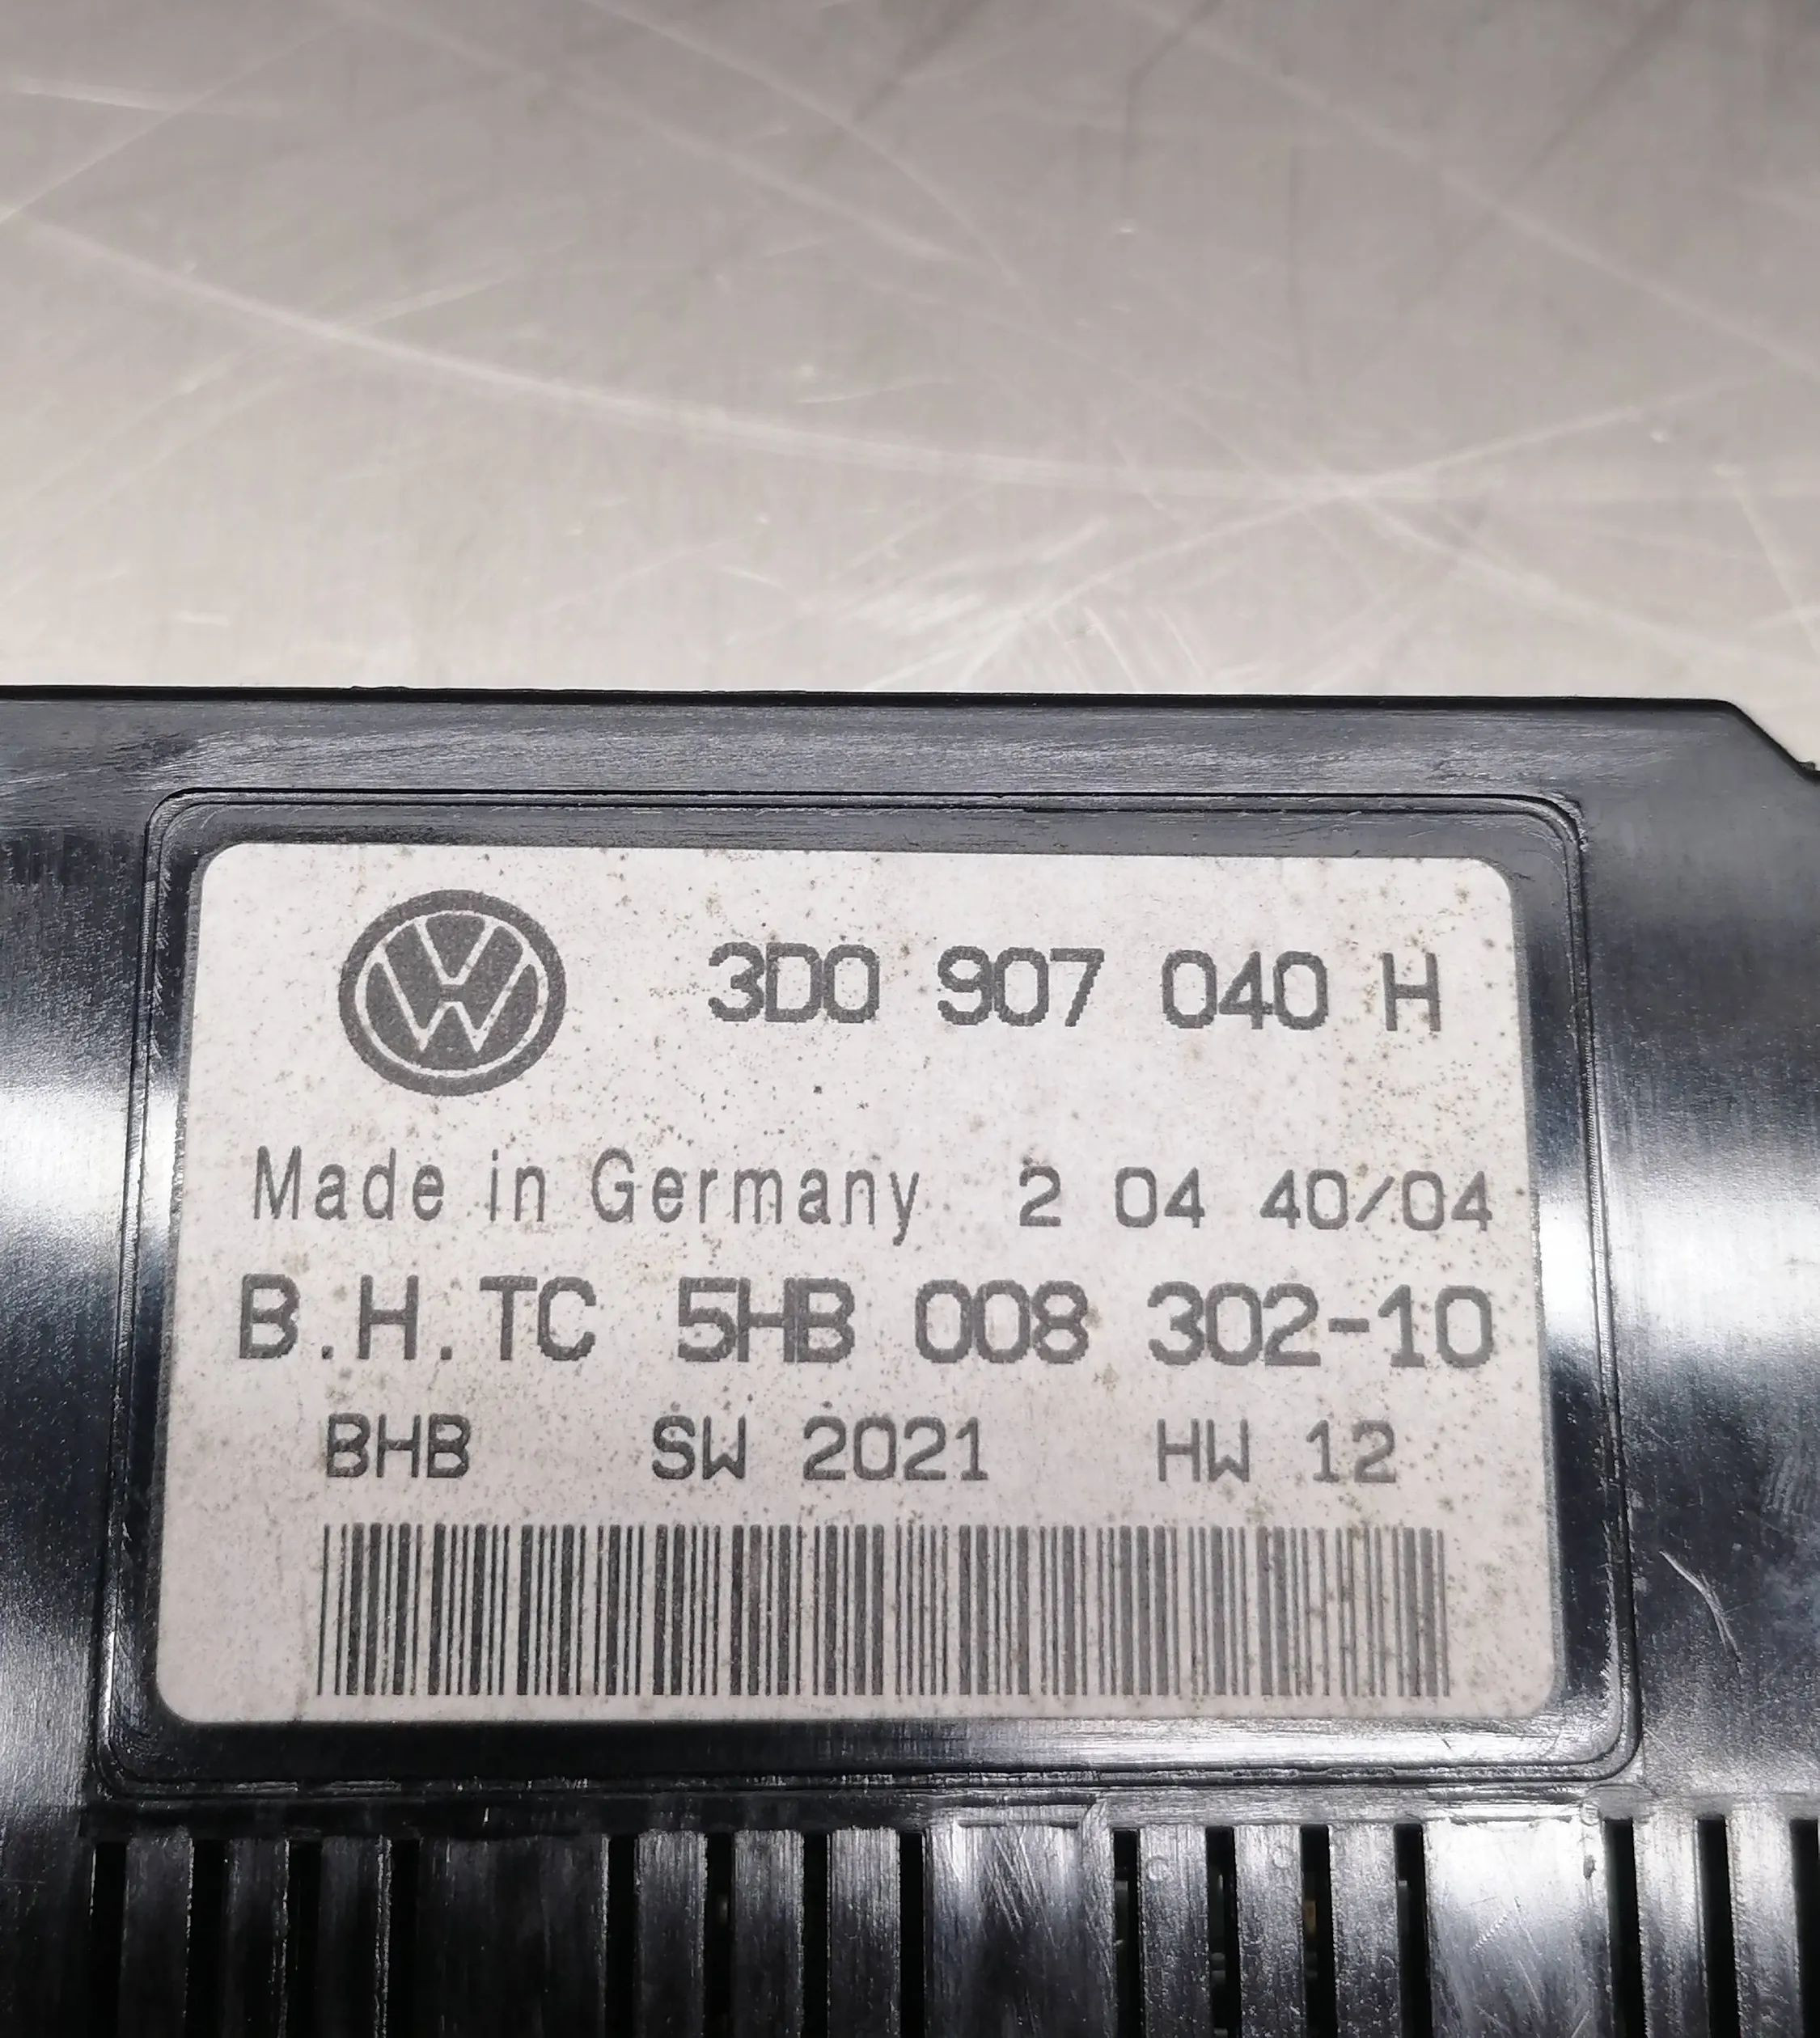 3D0 907 040 H
Made in Germany 2 04 40/04
B.H.TC 5HB 008 302-10
BHB SW 2021 HW 12